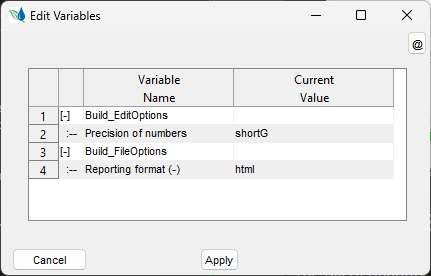 Edit Variables
@
Variable Current
Name Value
1 [-] Build_EditOptions
2 :-- Precision of numbers shortG
3 [-] Build_FileOptions
4 :-- Reporting format (-) html
Cancel Apply